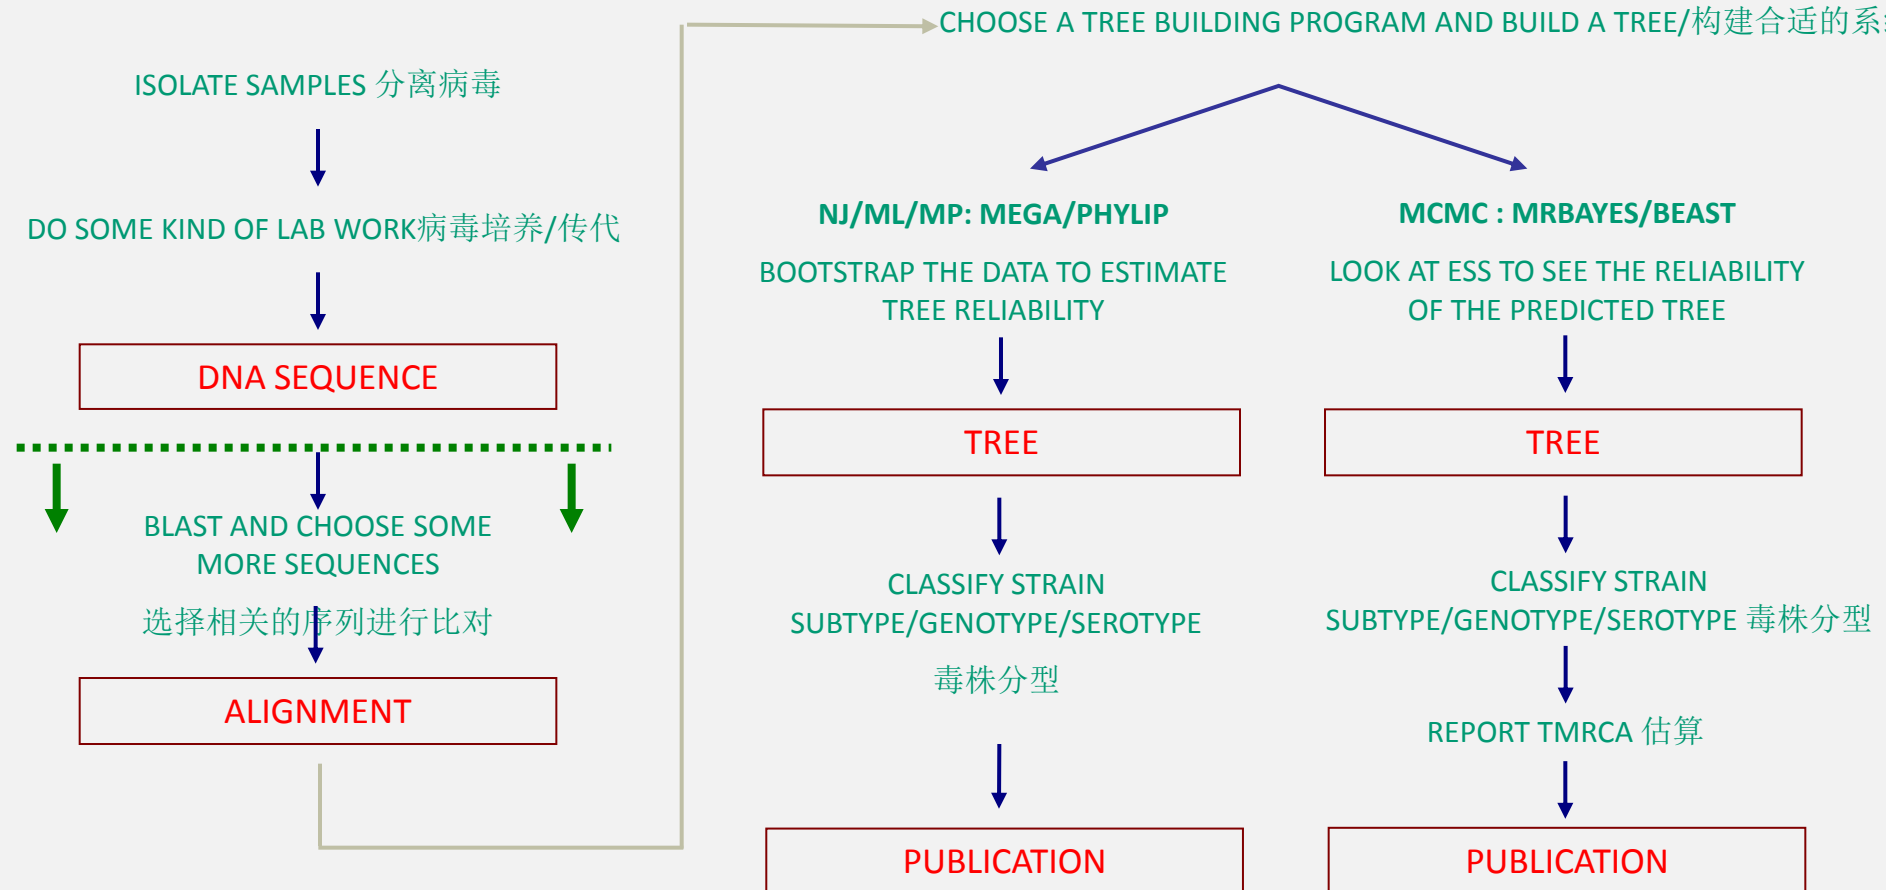 ISOLATE SAMPLES 分离病毒
DO SOME KIND OF LAB WORK病毒培养/传代
DNA SEQUENCE
BLAST AND CHOOSE SOME
MORE SEQUENCES
选择相关的序列进行比对
ALIGNMENT
CHOOSE A TREE BUILDING PROGRAM AND BUILD A TREE/构建合适的系
NJ/ML/MP: MEGA/PHYLIP
BOOTSTRAP THE DATA TO ESTIMATE
TREE RELIABILITY
TREE
CLASSIFY STRAIN
SUBTYPE/GENOTYPE/SEROTYPE
毒株分型
PUBLICATION
MCMC : MRBAYES/BEAST
LOOK AT ESS TO SEE THE RELIABILITY
OF THE PREDICTED TREE
TREE
CLASSIFY STRAIN
SUBTYPE/GENOTYPE/SEROTYPE 毒株分型
REPORT TMRCA 估算
PUBLICATION